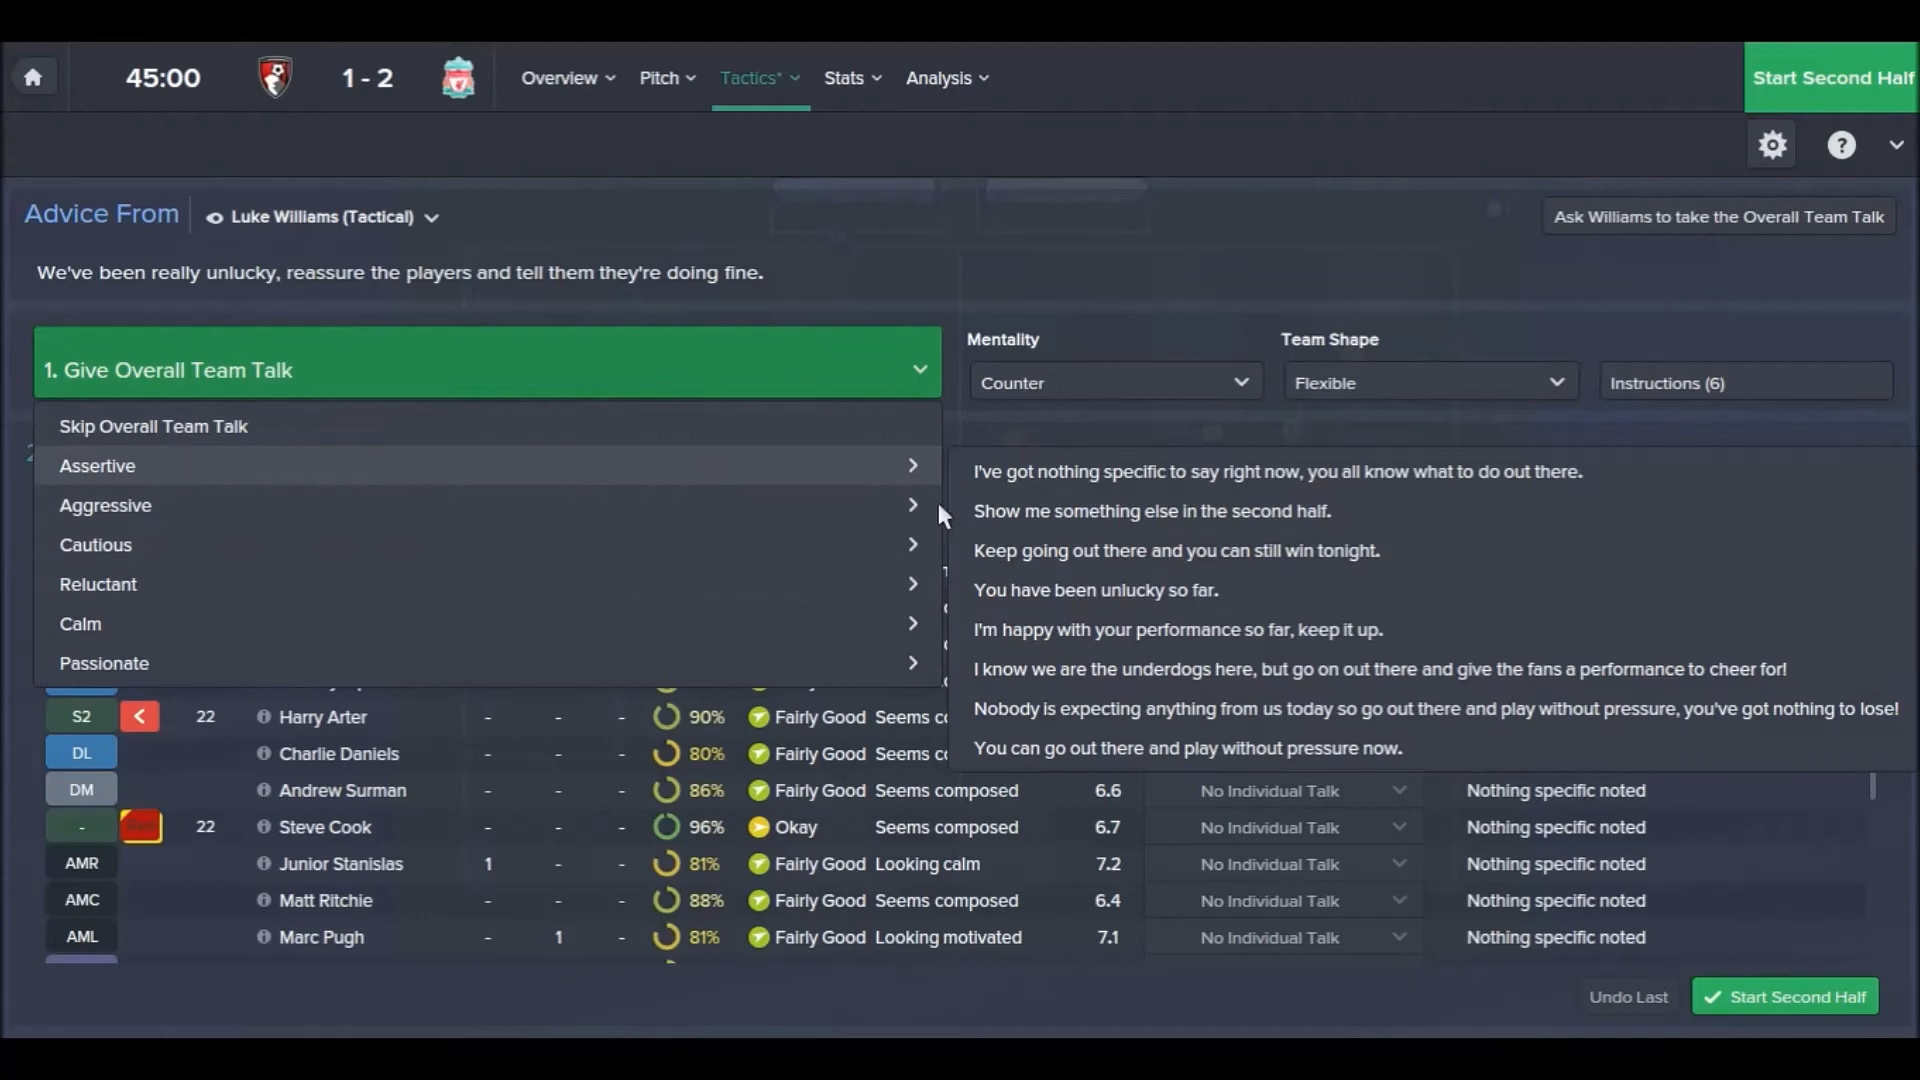 45:00 1 - 2 Overview Pitch Tactics* Stats Analysis Start Second Half
Advice From Luke Williams (Tactical) Ask Williams to take the Overall Team Talk
We've been really unlucky, reassure the players and tell them they're doing fine.
Mentality Team Shape
1. Give Overall Team Talk Counter Flexible Instructions (6)
Skip Overall Team Talk
Assertive
Aggressive
Cautious
Reluctant
Calm
Passionate
I've got nothing specific to say right now, you all know what to do out there.
Show me something else in the second half.
Keep going out there and you can still win tonight.
You have been unlucky so far.
I'm happy with your performance so far, keep it up.
I know we are the underdogs here, but go on out there and give the fans a performance to cheer for!
Nobody is expecting anything from us today so go out there and play without pressure, you've got nothing to lose!
You can go out there and play without pressure now.
S2 22 Harry Arter - - - 90% Fairly Good Seems
DL Charlie Daniels - - - 80% Fairly Good Seems
DM Andrew Surman - - - 86% Fairly Good Seems composed 6.6 No Individual Talk Nothing specific noted
- 22 Steve Cook - - - 96% Okay Seems composed 6.7 No Individual Talk Nothing specific noted
AMR Junior Stanislas 1 - - 81% Fairly Good Looking calm 7.2 No Individual Talk Nothing specific noted
AMC Matt Ritchie - - - 88% Fairly Good Seems composed 6.4 No Individual Talk Nothing specific noted
AML Marc Pugh - 1 - 81% Fairly Good Looking motivated 7.1 No Individual Talk Nothing specific noted
Undo Last Start Second Half